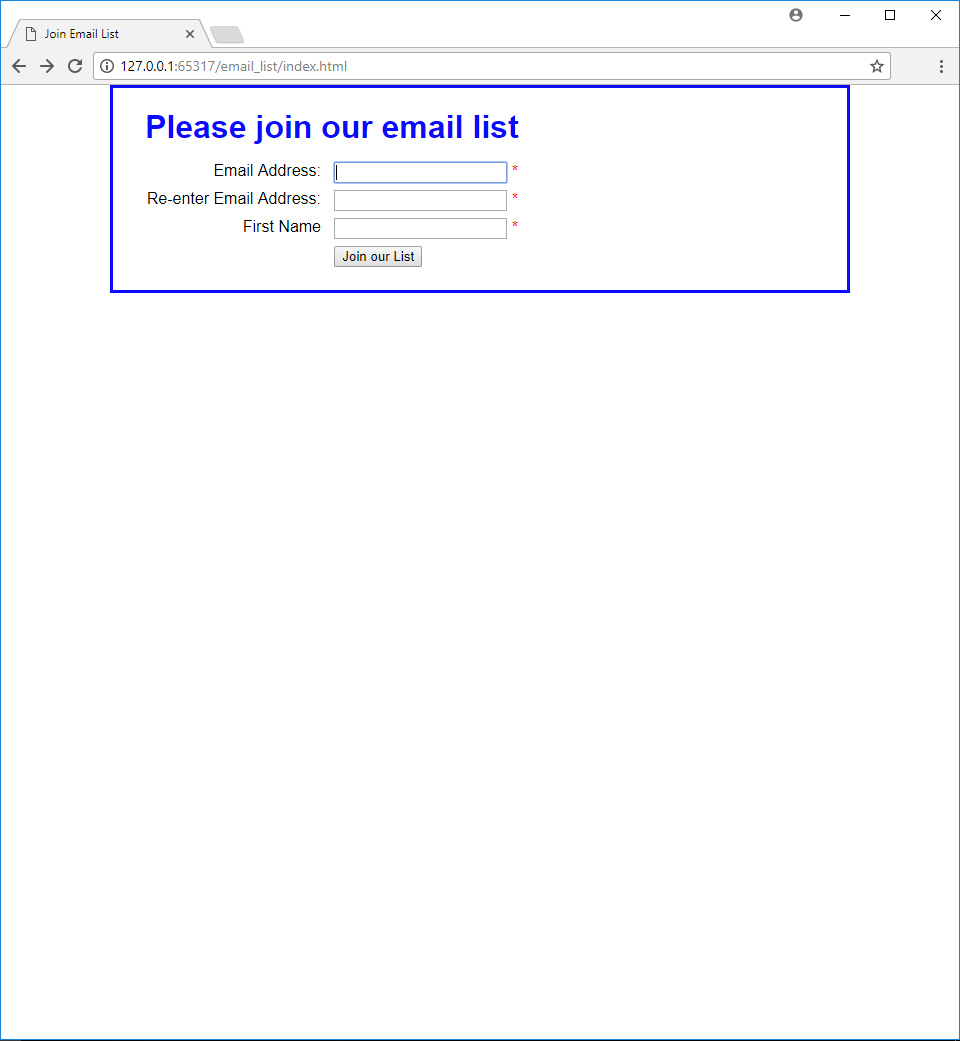 Join Email List
127.0.0.1:65317/email_list/index.html
Please join our email list
Email Address: *
Re-enter Email Address: *
First Name *
Join our List